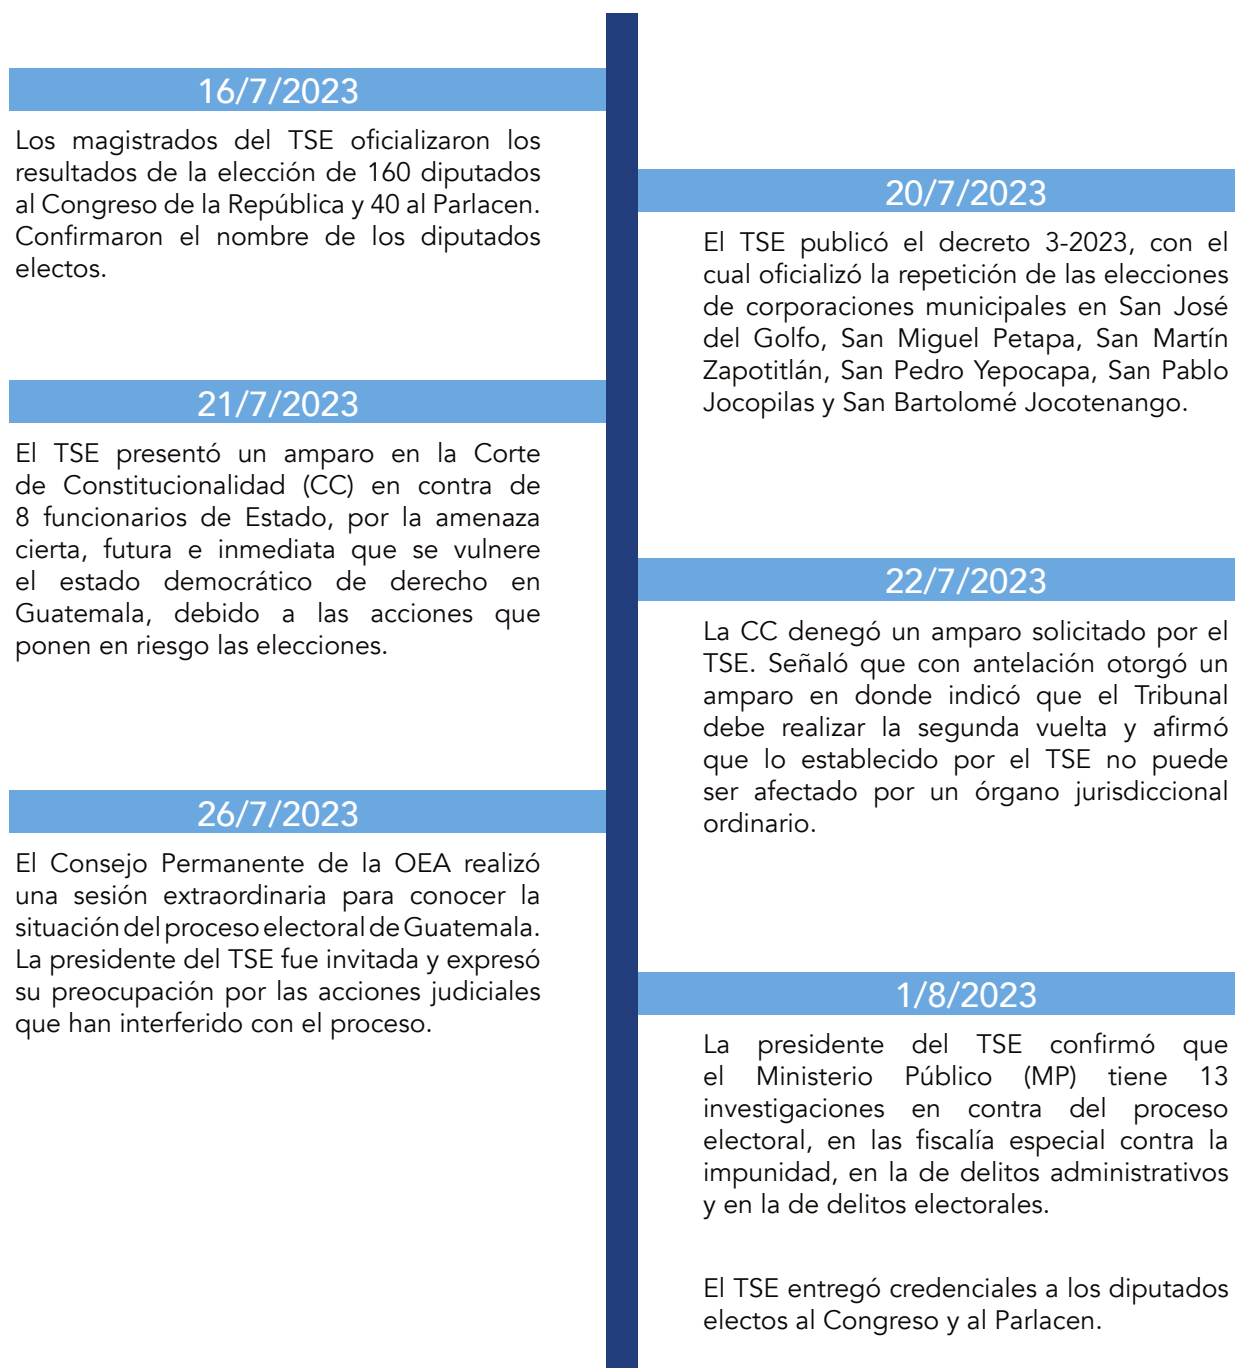 16/7/2023
Los magistrados del TSE oficializaron los
resultados de la elección de 160 diputados
al Congreso de la República y 40 al Parlacen.
Confirmaron el nombre de los diputados
electos.
20/7/2023
El TSE publicó el decreto 3-2023, con el
cual oficializó la repetición de las elecciones
de corporaciones municipales en San José
del Golfo, San Miguel Petapa, San Martín
Zapotitlán, San Pedro Yepocapa, San Pablo
Jocopilas y San Bartolomé Jocotenango.
21/7/2023
El TSE presentó un amparo en la Corte
de Constitucionalidad (CC) en contra de
8 funcionarios de Estado, por la amenaza
cierta, futura e inmediata que se vulnere
el estado democrático de derecho en
Guatemala, debido a las acciones que
ponen en riesgo las elecciones.
22/7/2023
La CC denegó un amparo solicitado por el
TSE. Señaló que con antelación otorgó un
amparo en donde indicó que el Tribunal
debe realizar la segunda vuelta y afirmó
que lo establecido por el TSE no puede
ser afectado por un órgano jurisdiccional
ordinario.
26/7/2023
El Consejo Permanente de la OEA realizó
una sesión extraordinaria para conocer la
situación del proceso electoral de Guatemala.
La presidente del TSE fue invitada y expresó
su preocupación por las acciones judiciales
que han interferido con el proceso.
1/8/2023
La presidente del TSE confirmó que
el Ministerio Público (MP) tiene 13
investigaciones en contra del proceso
electoral, en las fiscalía especial contra la
impunidad, en la de delitos administrativos
y en la de delitos electorales.
El TSE entregó credenciales a los diputados
electos al Congreso y al Parlacen.